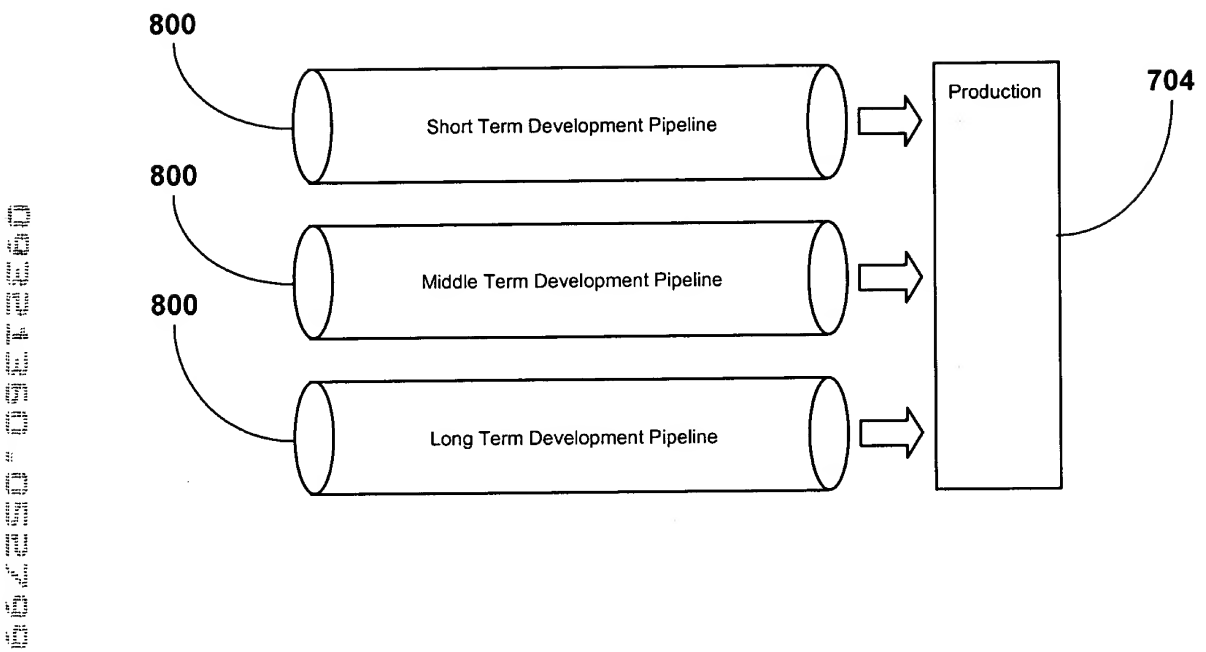 800
Short Term Development Pipeline
Production
704
800
Middle Term Development Pipeline
800
Long Term Development Pipeline